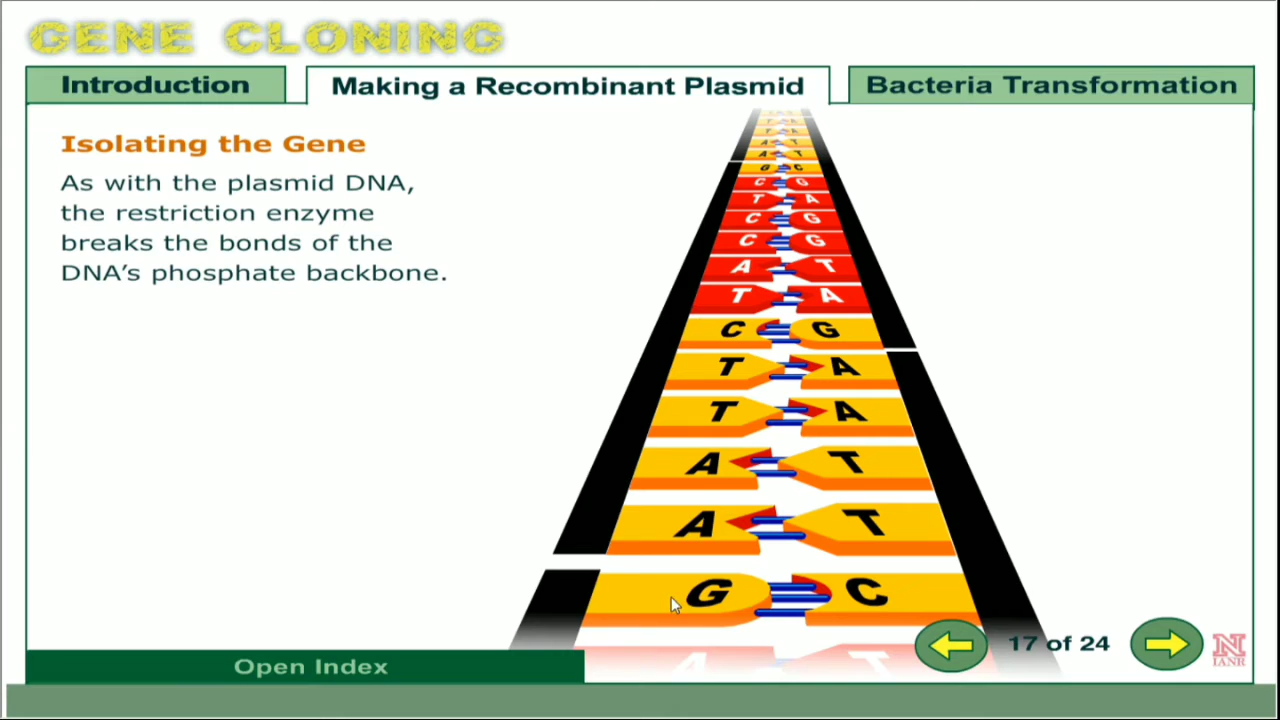 GENE CLONING
Introduction
Making a Recombinant Plasmid
Bacteria Transformation
Isolating the Gene
As with the plasmid DNA,
the restriction enzyme
breaks the bonds of the
DNA’s phosphate backbone.
T A
A T
A T
G C
C G
T A
C G
C G
A T
T A
C G
T A
T A
A T
A T
G C
A T
17 of 24
N
IANR
Open Index